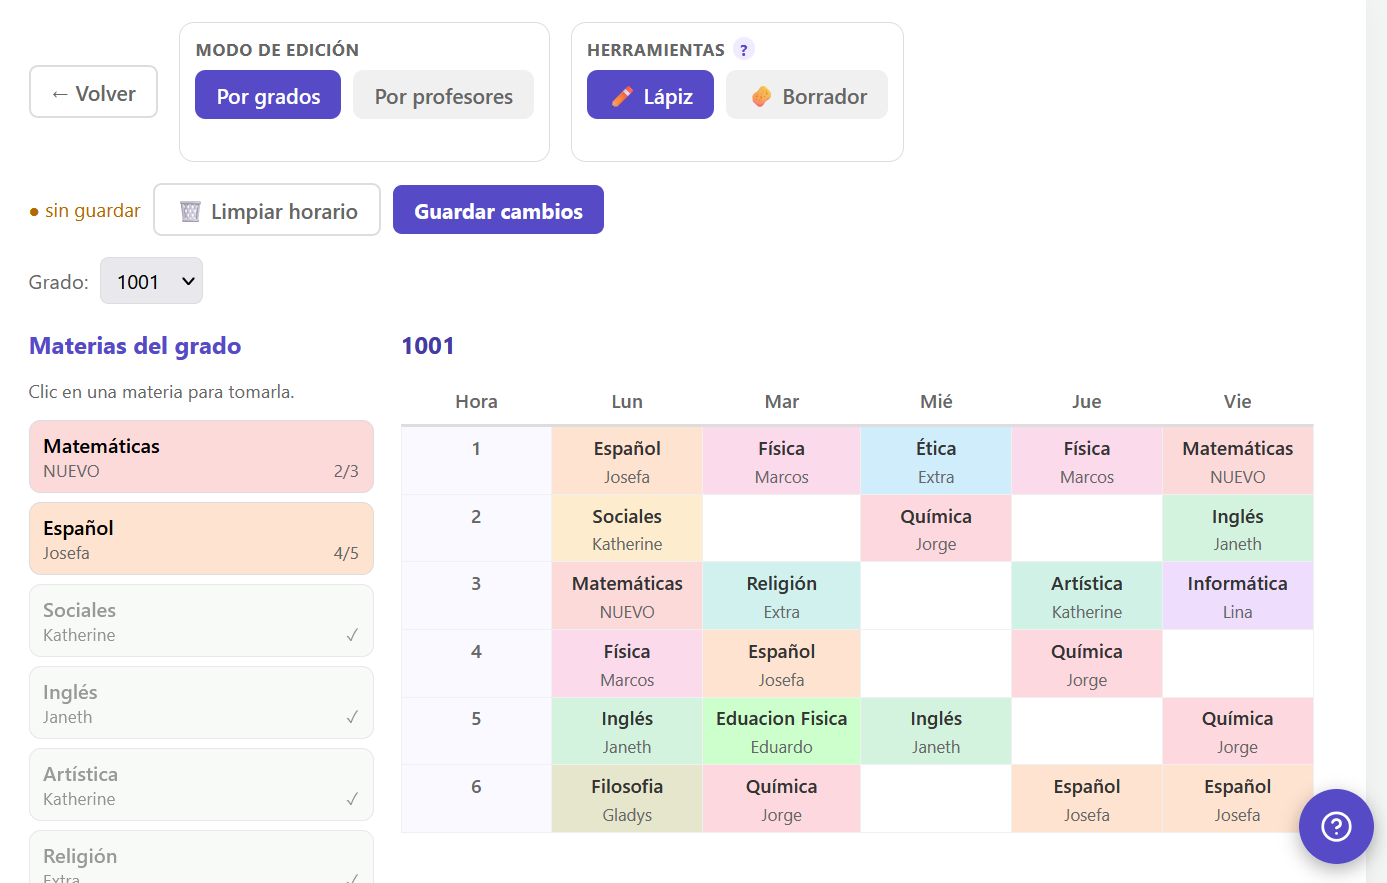 MODO DE EDICIÓN
HERRAMIENTAS ?
← Volver
Por grados
Por profesores
Lápiz
Borrador
● sin guardar
Limpiar horario
Guardar cambios
Grado:
1001
Materias del grado
Clic en una materia para tomarla.
Matemáticas
NUEVO 2/3
Español
Josefa 4/5
Sociales
Katherine ✓
Inglés
Janeth ✓
Artística
Katherine ✓
Religión
Extra ✓
1001
Hora Lun Mar Mié Jue Vie
1 Español Física Ética Física Matemáticas
Josefa Marcos Extra Marcos NUEVO
2 Sociales Química Inglés
Katherine Jorge Janeth
3 Matemáticas Religión Artística Informática
NUEVO Extra Katherine Lina
4 Física Español Química
Marcos Josefa Jorge
5 Inglés Eduacion Fisica Inglés Química
Janeth Eduardo Janeth Jorge
6 Filosofia Química Español Español
Gladys Jorge Josefa Josefa
?